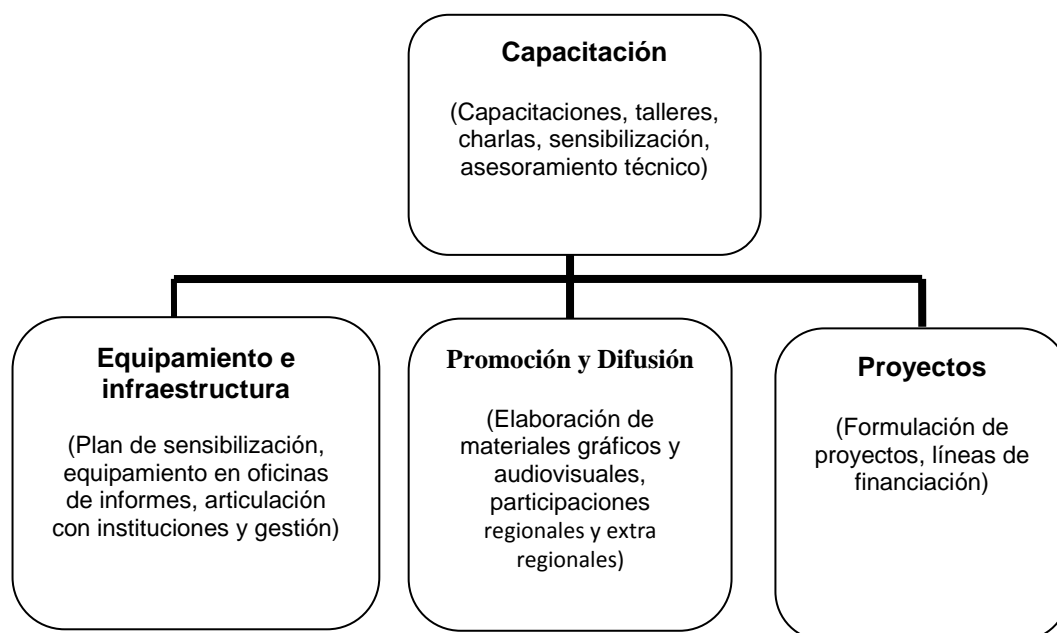 Capacitación
(Capacitaciones, talleres,
charlas, sensibilización,
asesoramiento técnico)
Equipamiento e
infraestructura
(Plan de sensibilización,
equipamiento en oficinas
de informes, articulación
con instituciones y gestión)
Promoción y Difusión
(Elaboración de
materiales gráficos y
audiovisuales,
participaciones
regionales y extra
regionales)
Proyectos
(Formulación de
proyectos, líneas de
financiación)